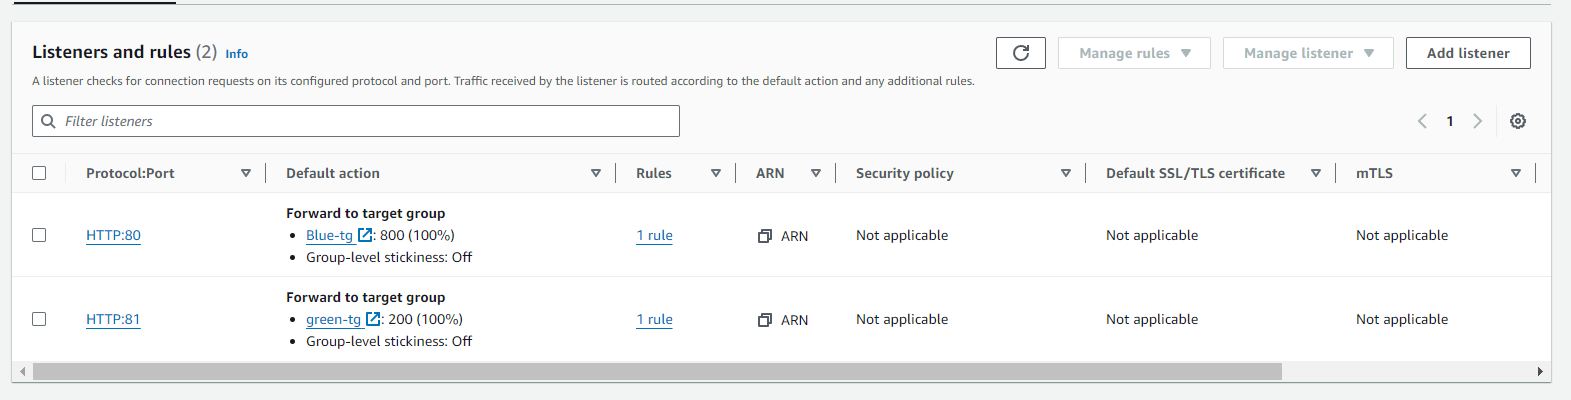 Listeners and rules (2) Info
Manage rules Manage listener Add listener
A listener checks for connection requests on its configured protocol and port. Traffic received by the listener is routed according to the default action and any additional rules.
Filter listeners
1
Protocol:Port Default action Rules ARN Security policy Default SSL/TLS certificate mTLS
Forward to target group
HTTP:80 • Blue-tg : 800 (100%) 1 rule ARN Not applicable Not applicable Not applicable
• Group-level stickiness: Off
Forward to target group
HTTP:81 • green-tg : 200 (100%) 1 rule ARN Not applicable Not applicable Not applicable
• Group-level stickiness: Off